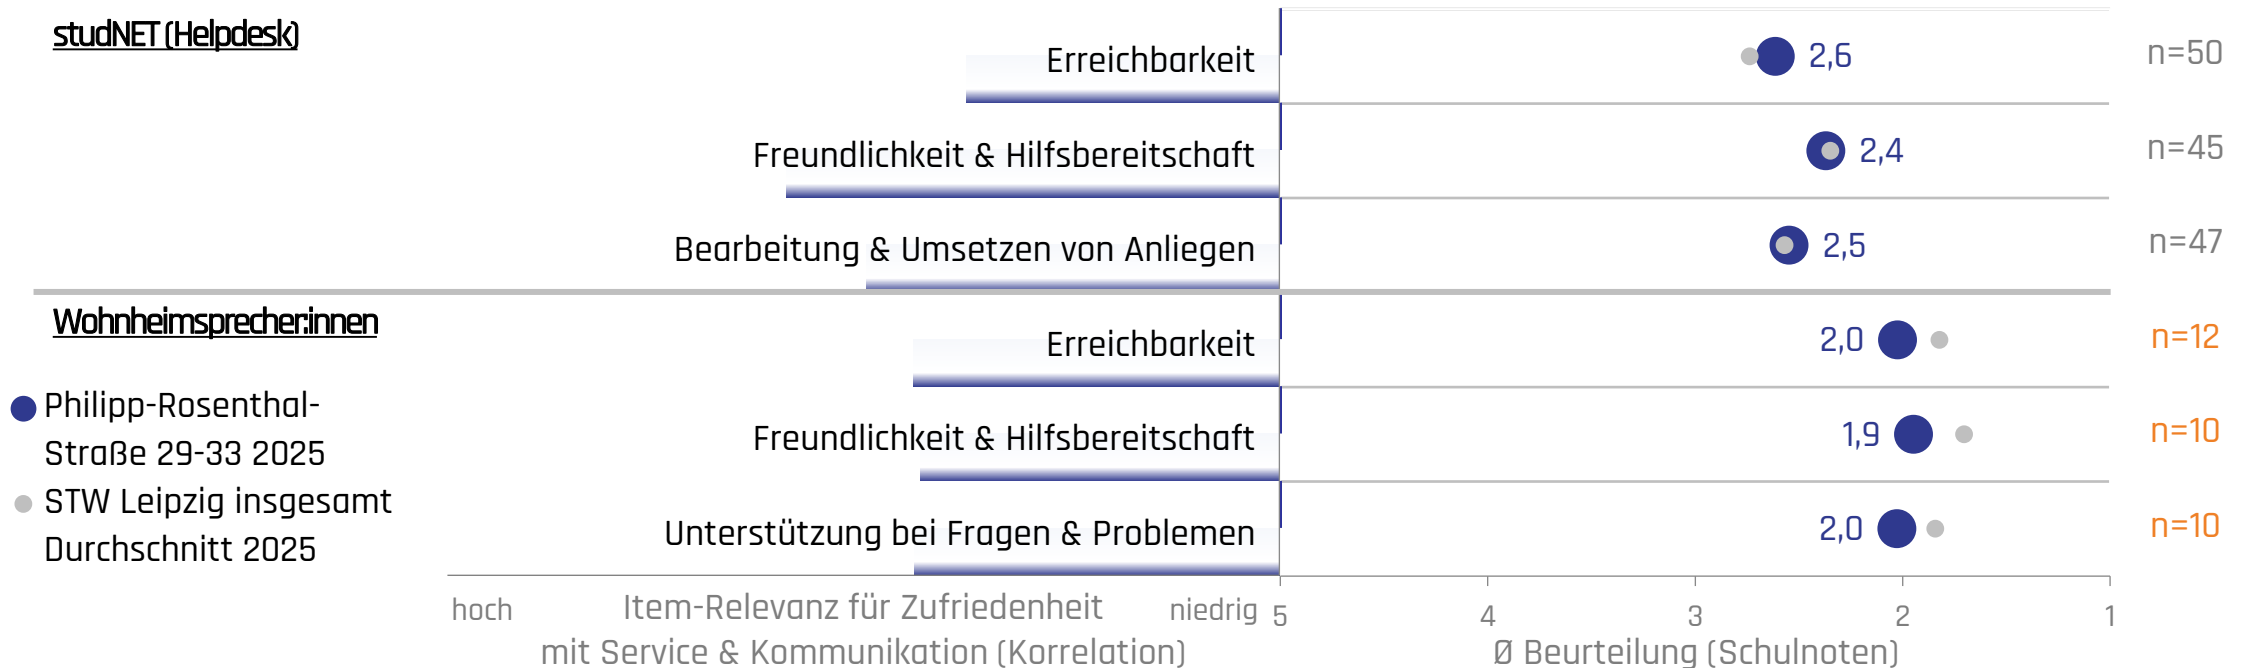 studNET (Helpdesk)
Erreichbarkeit
2,6
n=50
Freundlichkeit & Hilfsbereitschaft
2,4
n=45
Bearbeitung & Umsetzen von Anliegen
2,5
n=47
Wohnheimsprecher:innen
Erreichbarkeit
2,0
n=12
Freundlichkeit & Hilfsbereitschaft
1,9
n=10
Unterstützung bei Fragen & Problemen
2,0
n=10
Philipp-Rosenthal-
Straße 29-33 2025
STW Leipzig insgesamt
Durchschnitt 2025
hoch
Item-Relevanz für Zufriedenheit
niedrig
mit Service & Kommunikation (Korrelation)
5
4
3
2
1
Ø Beurteilung (Schulnoten)